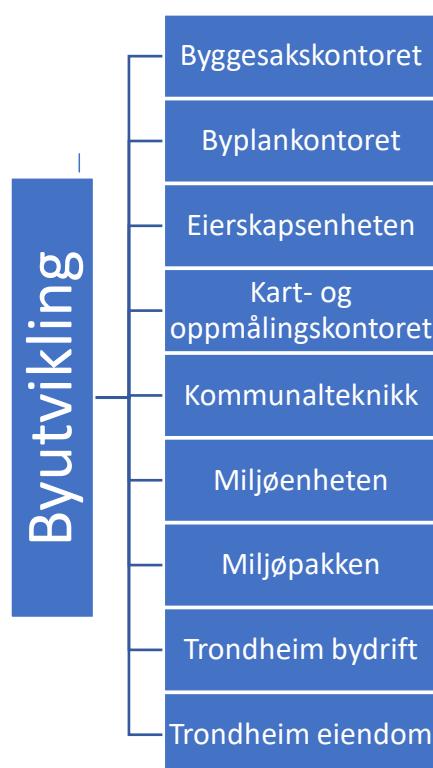 Byutvikling
Byggesakskontoret
Byplankontoret
Eierskapsenheten
Kart- og
oppmålingskontoret
Kommunalteknikk
Miljøenheten
Miljøpakken
Trondheim bydrift
Trondheim eiendom